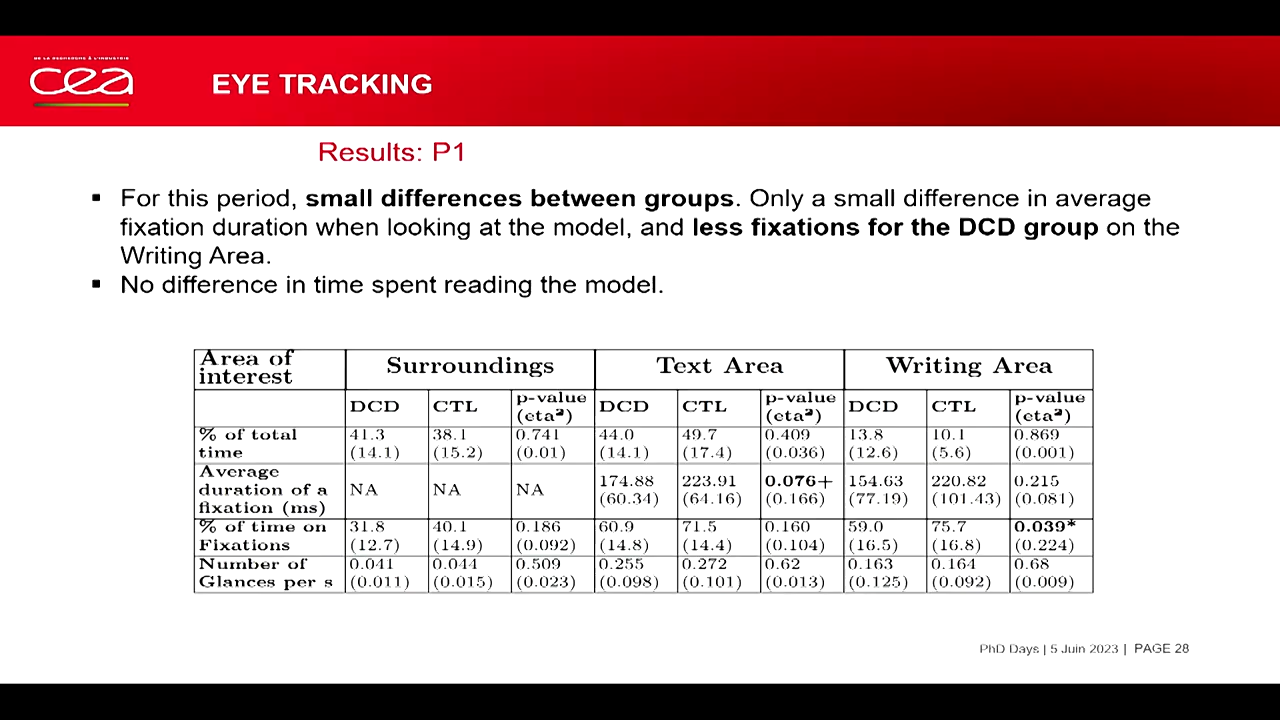 DE LA RECHERCHE À L'INDUSTRIE
cea
EYE TRACKING
Results: P1
▪ For this period, small differences between groups. Only a small difference in average
fixation duration when looking at the model, and less fixations for the DCD group on the
Writing Area.
▪ No difference in time spent reading the model.
Area of interest Surroundings Text Area Writing Area
DCD CTL p-value (eta²) DCD CTL p-value (eta²) DCD CTL p-value (eta²)
% of total time 41.3 (14.1) 38.1 (15.2) 0.741 (0.01) 44.0 (14.1) 49.7 (17.4) 0.409 (0.036) 13.8 (12.6) 10.1 (5.6) 0.869 (0.001)
Average duration of a fixation (ms) NA NA NA 174.88 (60.34) 223.91 (64.16) 0.076+ (0.166) 154.63 (77.19) 220.82 (101.43) 0.215 (0.081)
% of time on Fixations 31.8 (12.7) 40.1 (14.9) 0.186 (0.092) 60.9 (14.8) 71.5 (14.4) 0.160 (0.104) 59.0 (16.5) 75.7 (16.8) 0.039* (0.224)
Number of Glances per s 0.041 (0.011) 0.044 (0.015) 0.509 (0.023) 0.255 (0.098) 0.272 (0.101) 0.62 (0.013) 0.163 (0.125) 0.164 (0.092) 0.68 (0.009)
PhD Days | 5 Juin 2023 | PAGE 28